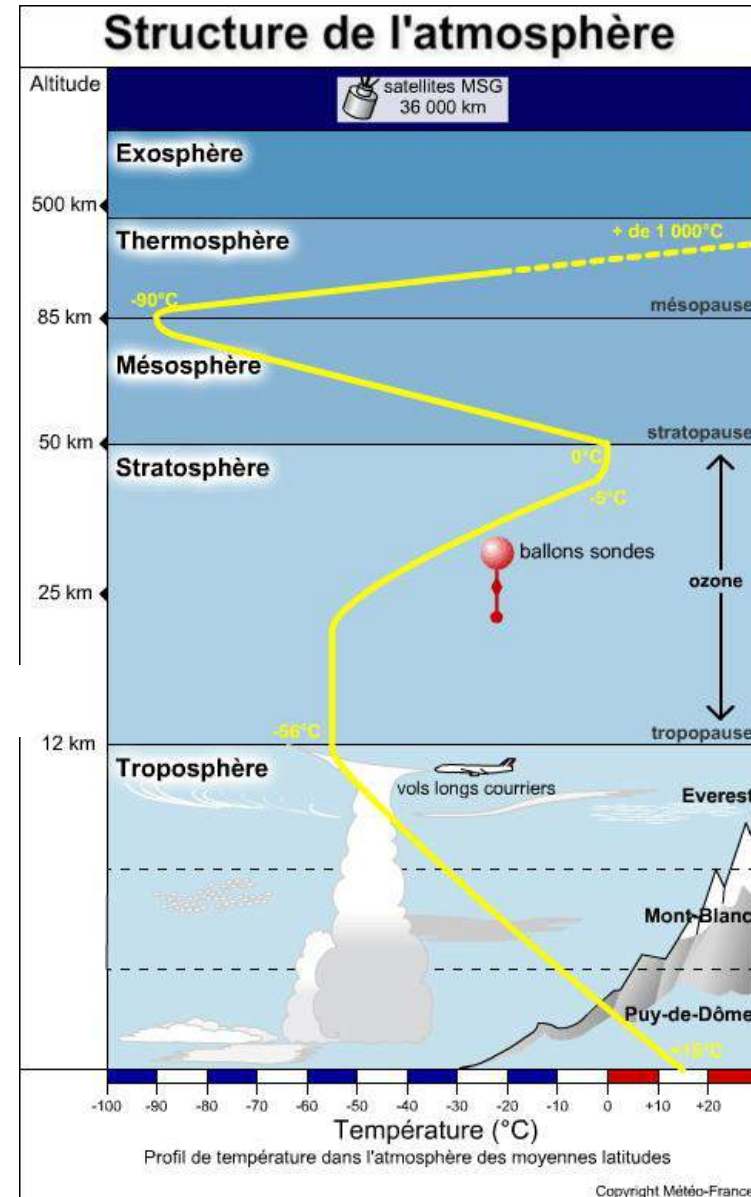 Structure de l'atmosphère
Altitude
satellites MSG
36 000 km
Exosphère
500 km
Thermosphère
+ de 1 000°C
-90°C
85 km
mésopause
Mésosphère
50 km
stratopause
Stratosphère
0°C
-5°C
ballons sondes
25 km
ozone
-56°C
12 km
tropopause
Troposphère
vols longs courriers
Everest
Mont-Blanc
Puy-de-Dôme
+15°C
-100 -90 -80 -70 -60 -50 -40 -30 -20 -10 0 +10 +20
Température (°C)
Profil de température dans l'atmosphère des moyennes latitudes
Copyright Météo-France